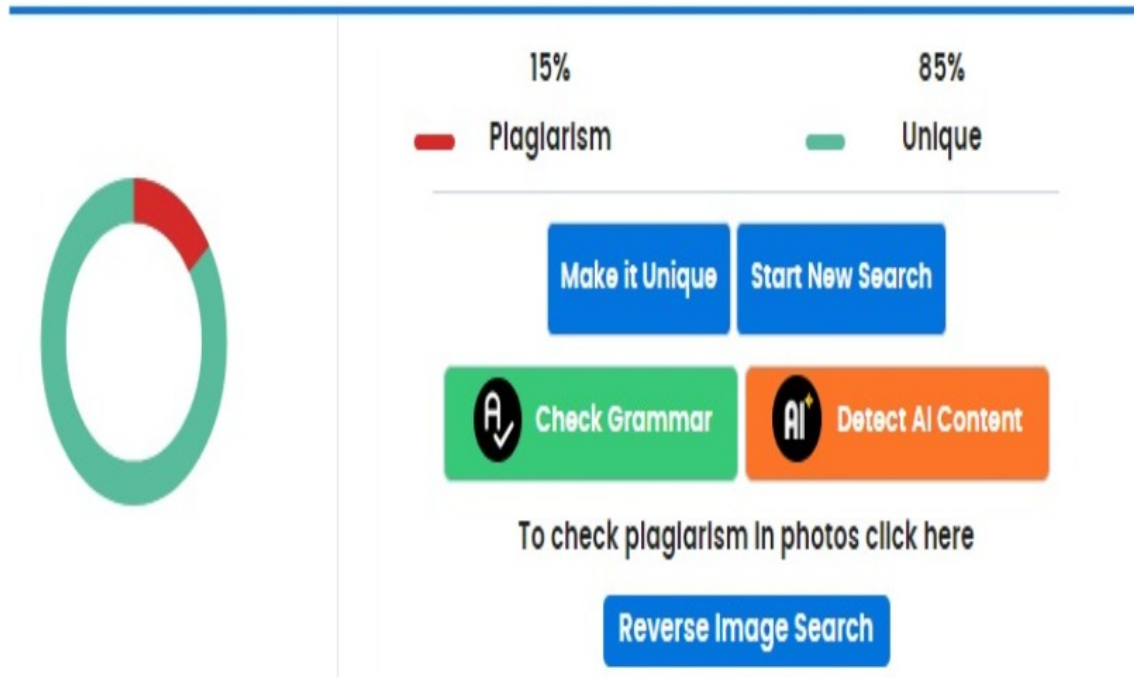 15% 85%
Plagiarism Unique
Make it Unique Start New Search
A Check Grammar AI Detect AI Content
To check plagiarism in photos click here
Reverse Image Search